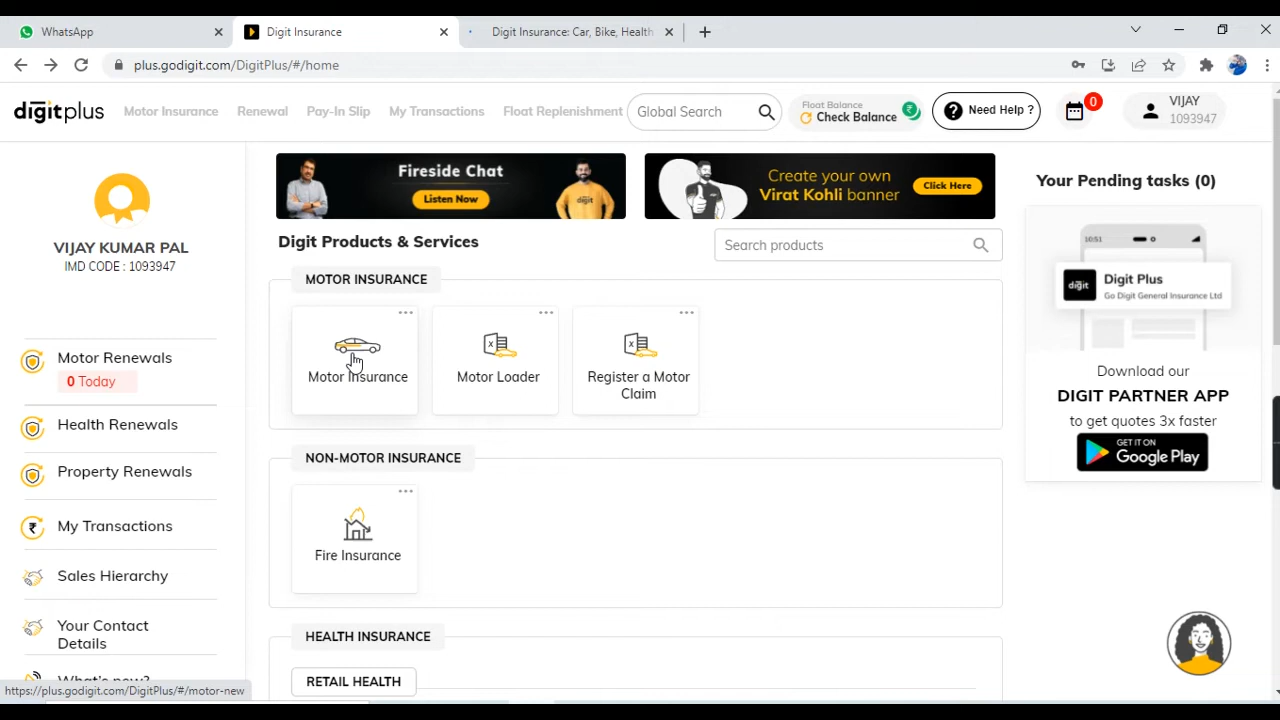 WhatsApp
Digit Insurance
Digit Insurance: Car, Bike, Health
plus.godigit.com/DigitPlus/#/home
digitplus
Motor Insurance
Renewal
Pay-In Slip
My Transactions
Float Replenishment
Global Search
Float Balance
Check Balance
Need Help ?
0
VIJAY
1093947
VIJAY KUMAR PAL
IMD CODE : 1093947
Motor Renewals
0 Today
Health Renewals
Property Renewals
My Transactions
Sales Hierarchy
Your Contact
Details
What's new?
https://plus.godigit.com/DigitPlus/#/motor-new
Fireside Chat
Listen Now
digit
Create your own
Virat Kohli banner
Click Here
Digit Products & Services
Search products
MOTOR INSURANCE
Motor Insurance
Motor Loader
Register a Motor
Claim
NON-MOTOR INSURANCE
Fire Insurance
HEALTH INSURANCE
RETAIL HEALTH
Your Pending tasks (0)
10:51
digit
Digit Plus
Go Digit General Insurance Ltd
Download our
DIGIT PARTNER APP
to get quotes 3x faster
GET IT ON
Google Play